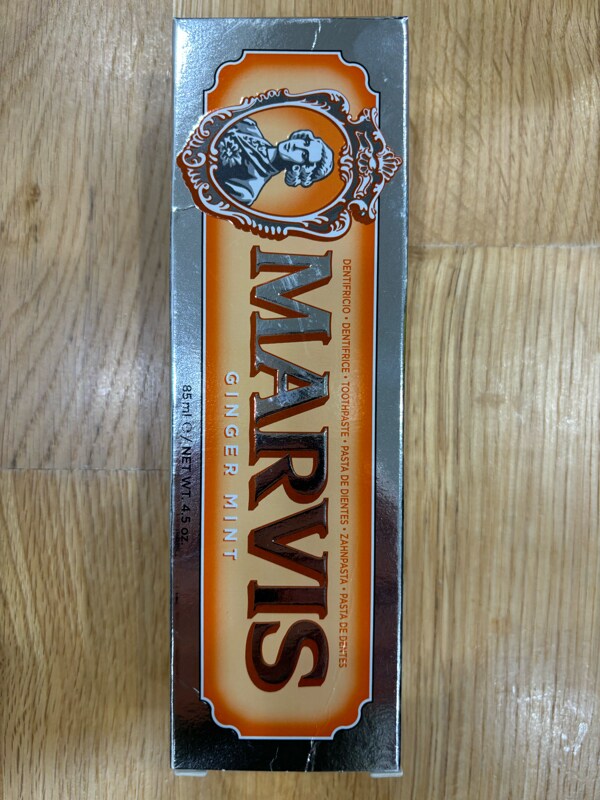 DENTIFRICIO • DENTIFRICE • TOOTHPASTE • PASTA DE DIENTES • ZAHNPASTA • PASTA DE DENTES
MARVIS
GINGER MINT
85 ml ℮ / NET WT. 4.5 oz.